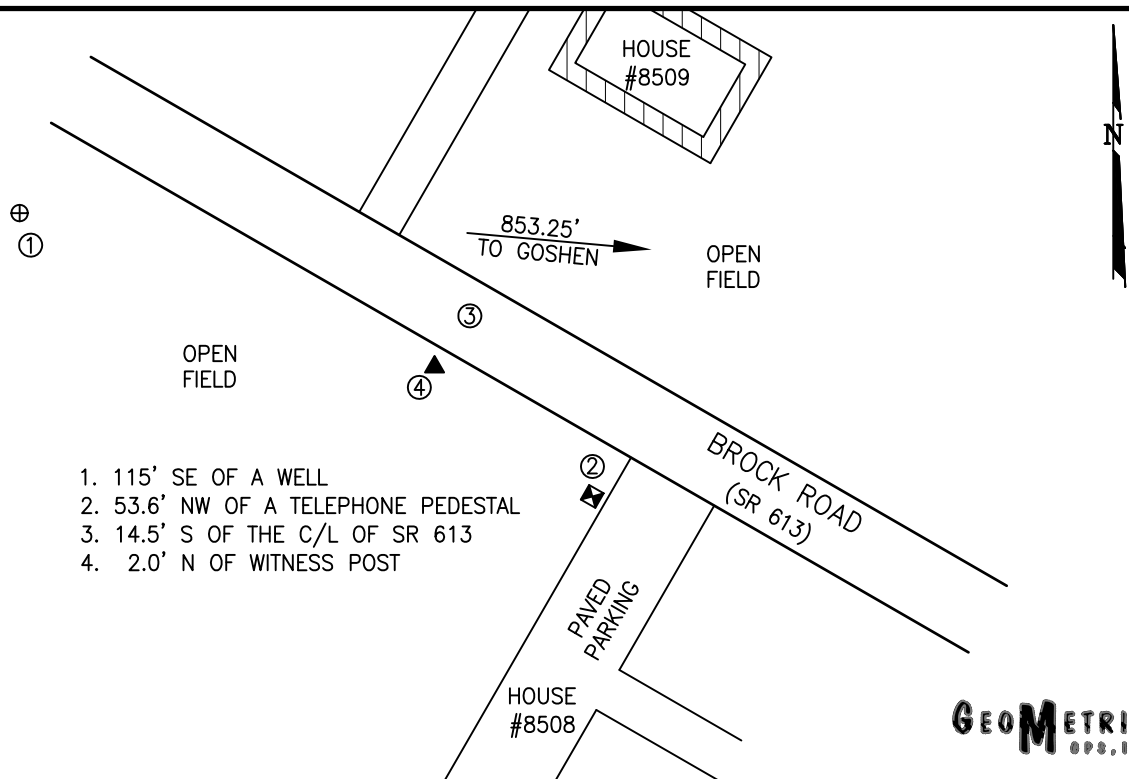 HOUSE
#8509
N
853.25'
TO GOSHEN
OPEN
FIELD
①
③
OPEN
FIELD
④
BROCK ROAD
(SR 613)
②
1. 115' SE OF A WELL
2. 53.6' NW OF A TELEPHONE PEDESTAL
3. 14.5' S OF THE C/L OF SR 613
4. 2.0' N OF WITNESS POST
PAVED
PARKING
HOUSE
#8508
GEOMETRI
GPS, I